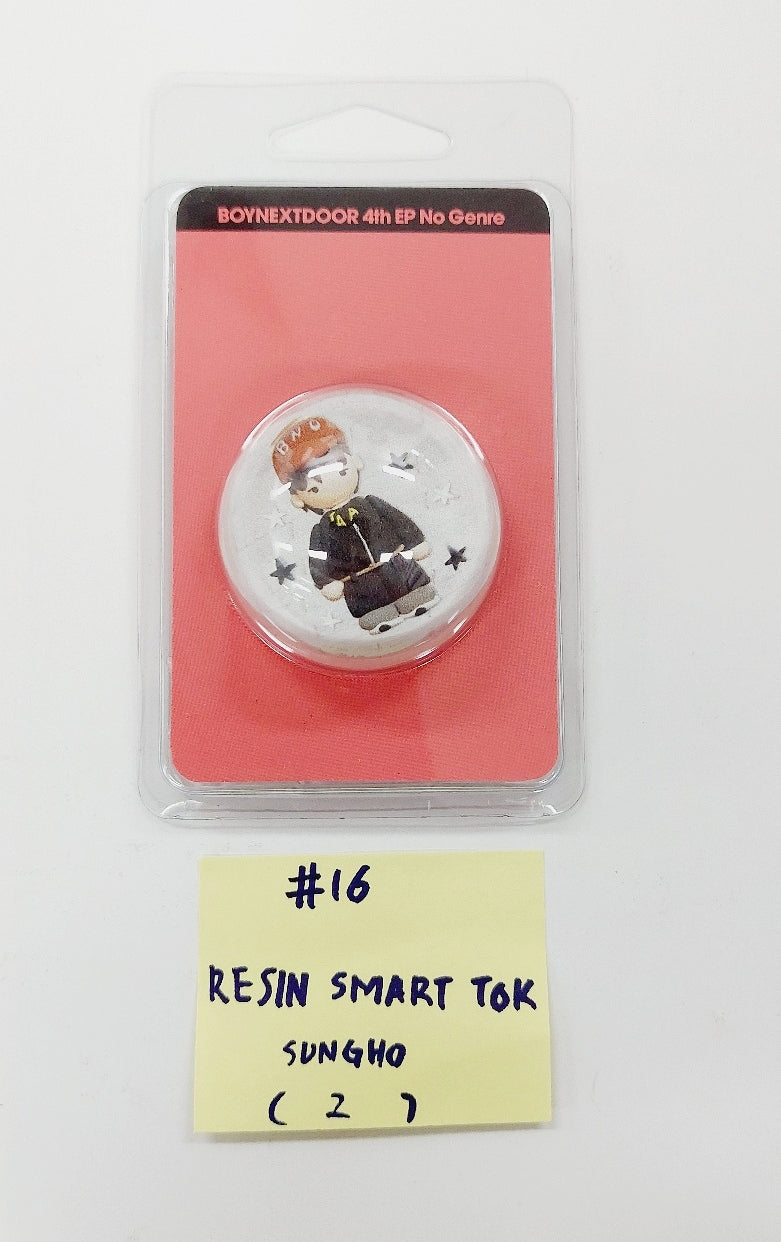 BOYNEXTDOOR 4th EP No Genre
#16
RESIN SMART TOK
SUNGHO
( 2 )